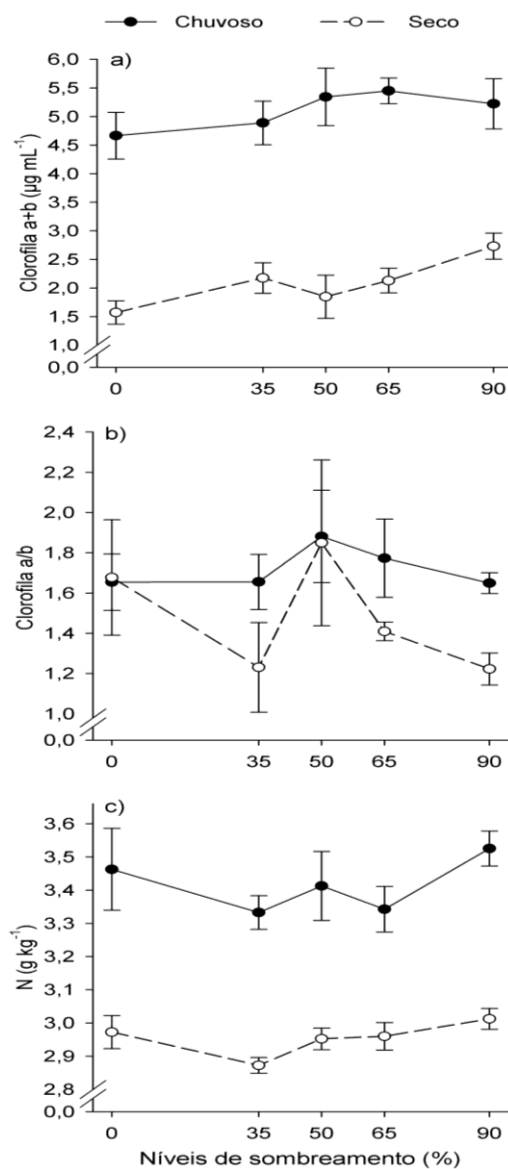 Chuvoso Seco
a)
Clorofila a+b (µg mL⁻¹)
6,0
5,5
5,0
4,5
4,0
3,5
3,0
2,5
2,0
1,5
1,0
0,0
0 35 50 65 90
b)
Clorofila a/b
2,4
2,2
2,0
1,8
1,6
1,4
1,2
1,0
0,0
0 35 50 65 90
c)
N (g kg⁻¹)
3,6
3,5
3,4
3,3
3,2
3,1
3,0
2,9
2,8
0,0
0 35 50 65 90
Níveis de sombreamento (%)